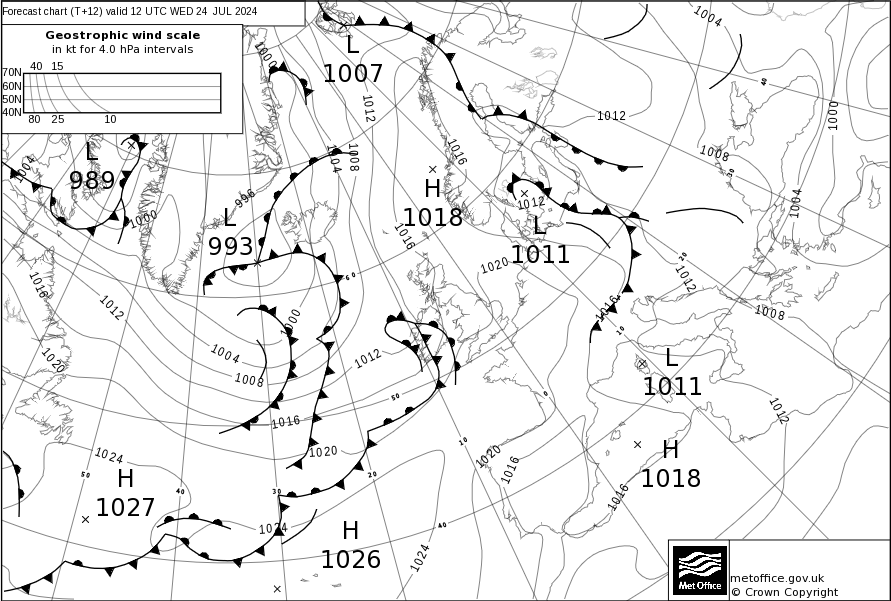 Forecast chart (T+12) valid 12 UTC WED 24 JUL 2024
Geostrophic wind scale
in kt for 4.0 hPa intervals
40 15
70N
60N
50N
40N
80 25 10
L
1007
1004
1000
1012
1012
1000
1008
1004
1016
1008
L
989
1004
1000
996
L
993
H
1018
1012
L
1011
1004
1016
1020
1012
1016
1012
1000
60
1008
1016
1004
1008
1012
1020
L
1011
1012
1016
1020
50
10
0
10
20
30
40
1024
H
1027
50
40
30
20
40
1024
H
1026
1024
1020
1016
H
1018
1016
Met Office
metoffice.gov.uk
© Crown Copyright